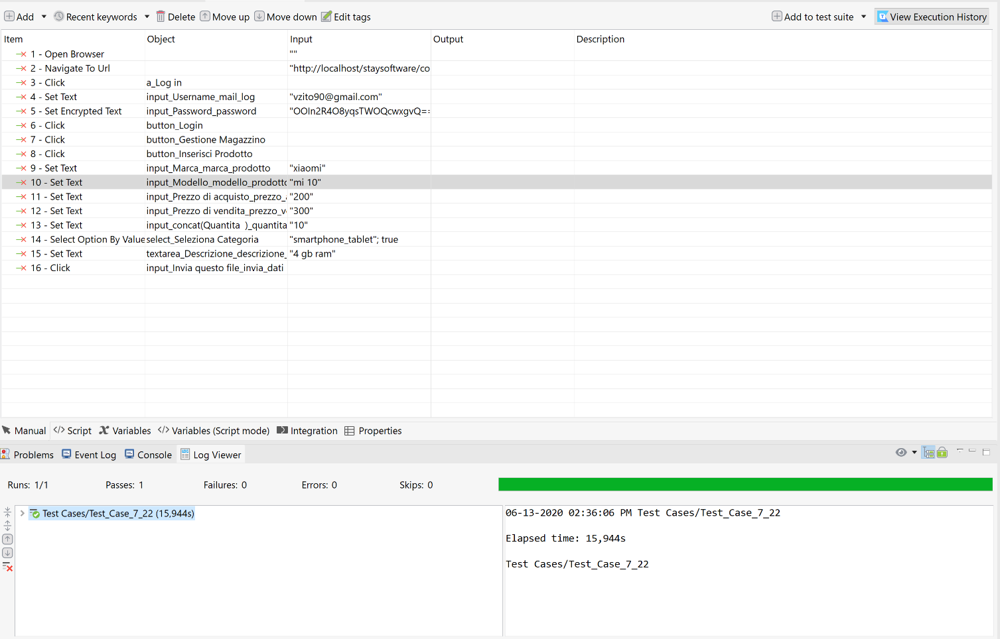 Add Recent keywords Delete Move up Move down Edit tags Add to test suite View Execution History
Item Object Input Output Description
1 - Open Browser ""
2 - Navigate To Url "http://localhost/staysoftware/co
3 - Click a_Log in
4 - Set Text input_Username_mail_log "vzito90@gmail.com"
5 - Set Encrypted Text input_Password_password "OOIn2R4O8yqsTWOQcwxgvQ==
6 - Click button_Login
7 - Click button_Gestione Magazzino
8 - Click button_Inserisci Prodotto
9 - Set Text input_Marca_marca_prodotto "xiaomi"
10 - Set Text input_Modello_modello_prodotto "mi 10"
11 - Set Text input_Prezzo di acquisto_prezzo_ "200"
12 - Set Text input_Prezzo di vendita_prezzo_v "300"
13 - Set Text input_concat(Quantita )_quantita "10"
14 - Select Option By Value select_Seleziona Categoria "smartphone_tablet"; true
15 - Set Text textarea_Descrizione_descrizione_ "4 gb ram"
16 - Click input_Invia questo file_invia_dati
Manual </> Script Variables </> Variables (Script mode) Integration Properties
Problems Event Log Console Log Viewer
Runs: 1/1 Passes: 1 Failures: 0 Errors: 0 Skips: 0
Test Cases/Test_Case_7_22 (15,944s)
06-13-2020 02:36:06 PM Test Cases/Test_Case_7_22
Elapsed time: 15,944s
Test Cases/Test_Case_7_22